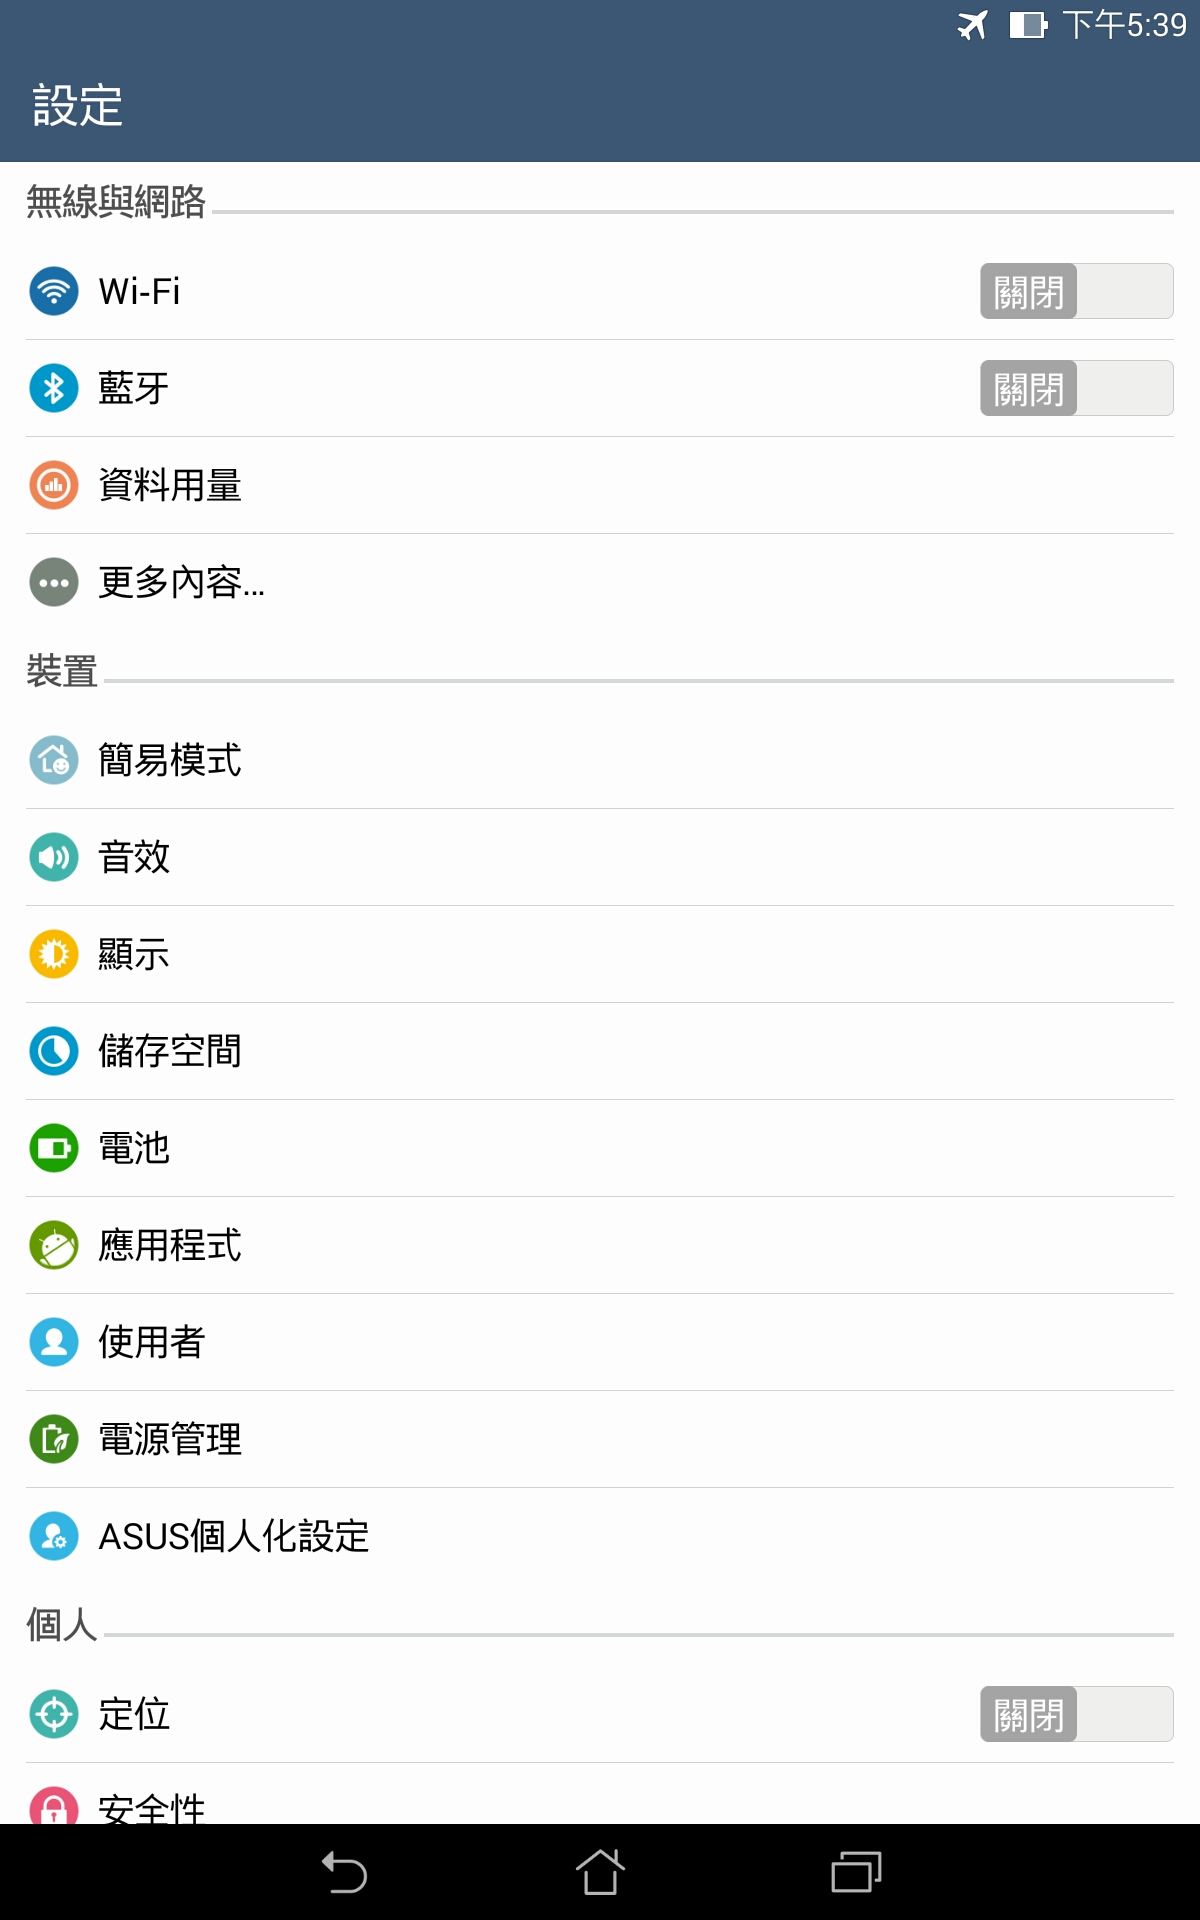 下午5:39
設定
無線與網路
Wi-Fi
關閉
藍牙
關閉
資料用量
更多內容...
裝置
簡易模式
音效
顯示
儲存空間
電池
應用程式
使用者
電源管理
ASUS個人化設定
個人
定位
關閉
安全性